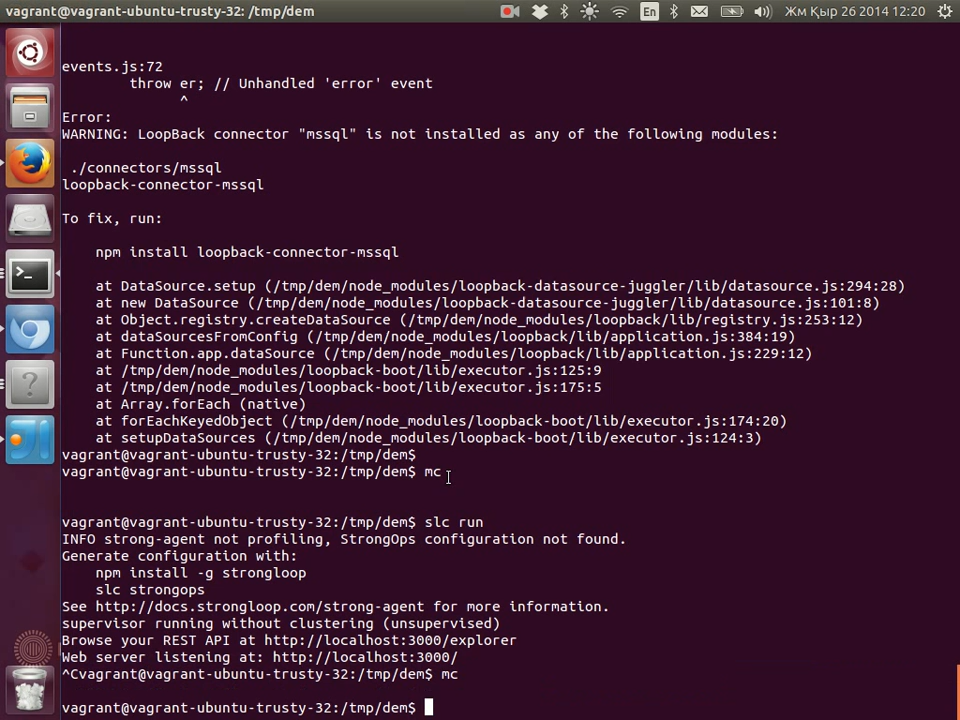 vagrant@vagrant-ubuntu-trusty-32: /tmp/dem
En
Жм Қыр 26 2014 12:20
events.js:72
        throw er; // Unhandled 'error' event
              ^
Error:
WARNING: LoopBack connector "mssql" is not installed as any of the following modules:
 ./connectors/mssql
loopback-connector-mssql
To fix, run:
    npm install loopback-connector-mssql
    at DataSource.setup (/tmp/dem/node_modules/loopback-datasource-juggler/lib/datasource.js:294:28)
    at new DataSource (/tmp/dem/node_modules/loopback-datasource-juggler/lib/datasource.js:101:8)
    at Object.registry.createDataSource (/tmp/dem/node_modules/loopback/lib/registry.js:253:12)
    at dataSourcesFromConfig (/tmp/dem/node_modules/loopback/lib/application.js:384:19)
    at Function.app.dataSource (/tmp/dem/node_modules/loopback/lib/application.js:229:12)
    at /tmp/dem/node_modules/loopback-boot/lib/executor.js:125:9
    at /tmp/dem/node_modules/loopback-boot/lib/executor.js:175:5
    at Array.forEach (native)
    at forEachKeyedObject (/tmp/dem/node_modules/loopback-boot/lib/executor.js:174:20)
    at setupDataSources (/tmp/dem/node_modules/loopback-boot/lib/executor.js:124:3)
vagrant@vagrant-ubuntu-trusty-32:/tmp/dem$
vagrant@vagrant-ubuntu-trusty-32:/tmp/dem$ mc
vagrant@vagrant-ubuntu-trusty-32:/tmp/dem$ slc run
INFO strong-agent not profiling, StrongOps configuration not found.
Generate configuration with:
    npm install -g strongloop
    slc strongops
See http://docs.strongloop.com/strong-agent for more information.
supervisor running without clustering (unsupervised)
Browse your REST API at http://localhost:3000/explorer
Web server listening at: http://localhost:3000/
^Cvagrant@vagrant-ubuntu-trusty-32:/tmp/dem$ mc
vagrant@vagrant-ubuntu-trusty-32:/tmp/dem$